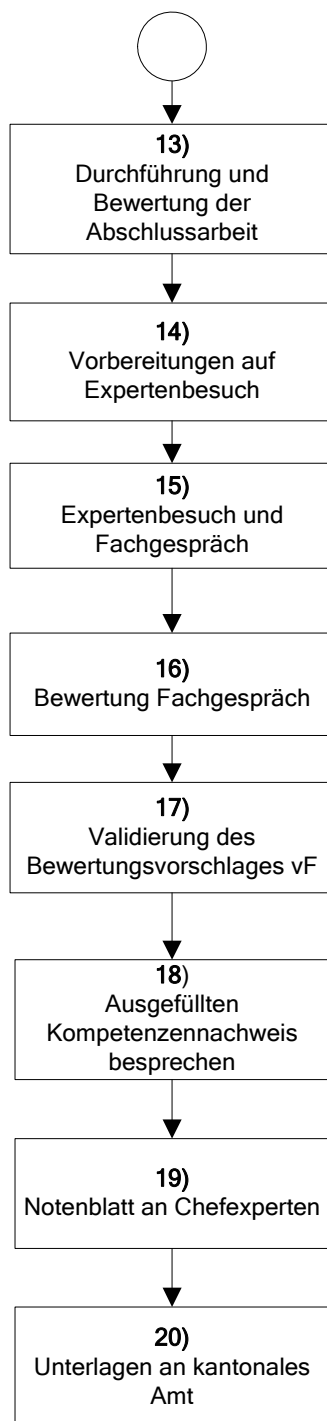 13)
Durchführung und
Bewertung der
Abschlussarbeit
14)
Vorbereitungen auf
Expertenbesuch
15)
Expertenbesuch und
Fachgespräch
16)
Bewertung Fachgespräch
17)
Validierung des
Bewertungsvorschlages vF
18)
Ausgefüllten
Kompetenzennachweis
besprechen
19)
Notenblatt an Chefexperten
20)
Unterlagen an kantonales
Amt